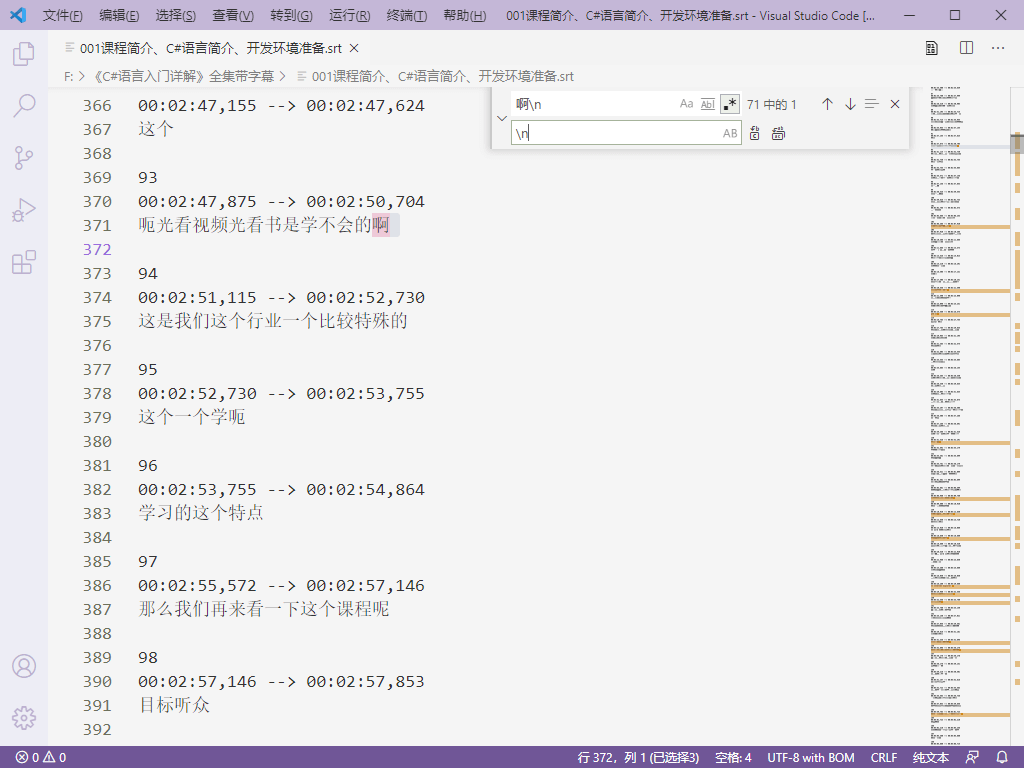 文件(F) 编辑(E) 选择(S) 查看(V) 转到(G) 运行(R) 终端(T) 帮助(H) 001课程简介、C#语言简介、开发环境准备.srt - Visual Studio Code [...
001课程简介、C#语言简介、开发环境准备.srt
F: > 《C#语言入门详解》全集带字幕 > 001课程简介、C#语言简介、开发环境准备.srt
啊\n Aa Abl .* 71 中的 1
\n AB
366 00:02:47,155 --> 00:02:47,624
367 这个
368
369 93
370 00:02:47,875 --> 00:02:50,704
371 呃光看视频光看书是学不会的啊
372
373 94
374 00:02:51,115 --> 00:02:52,730
375 这是我们这个行业一个比较特殊的
376
377 95
378 00:02:52,730 --> 00:02:53,755
379 这个一个学呃
380
381 96
382 00:02:53,755 --> 00:02:54,864
383 学习的这个特点
384
385 97
386 00:02:55,572 --> 00:02:57,146
387 那么我们再来看一下这个课程呢
388
389 98
390 00:02:57,146 --> 00:02:57,853
391 目标听众
392
0 0 行 372，列 1 (已选择3) 空格: 4 UTF-8 with BOM CRLF 纯文本